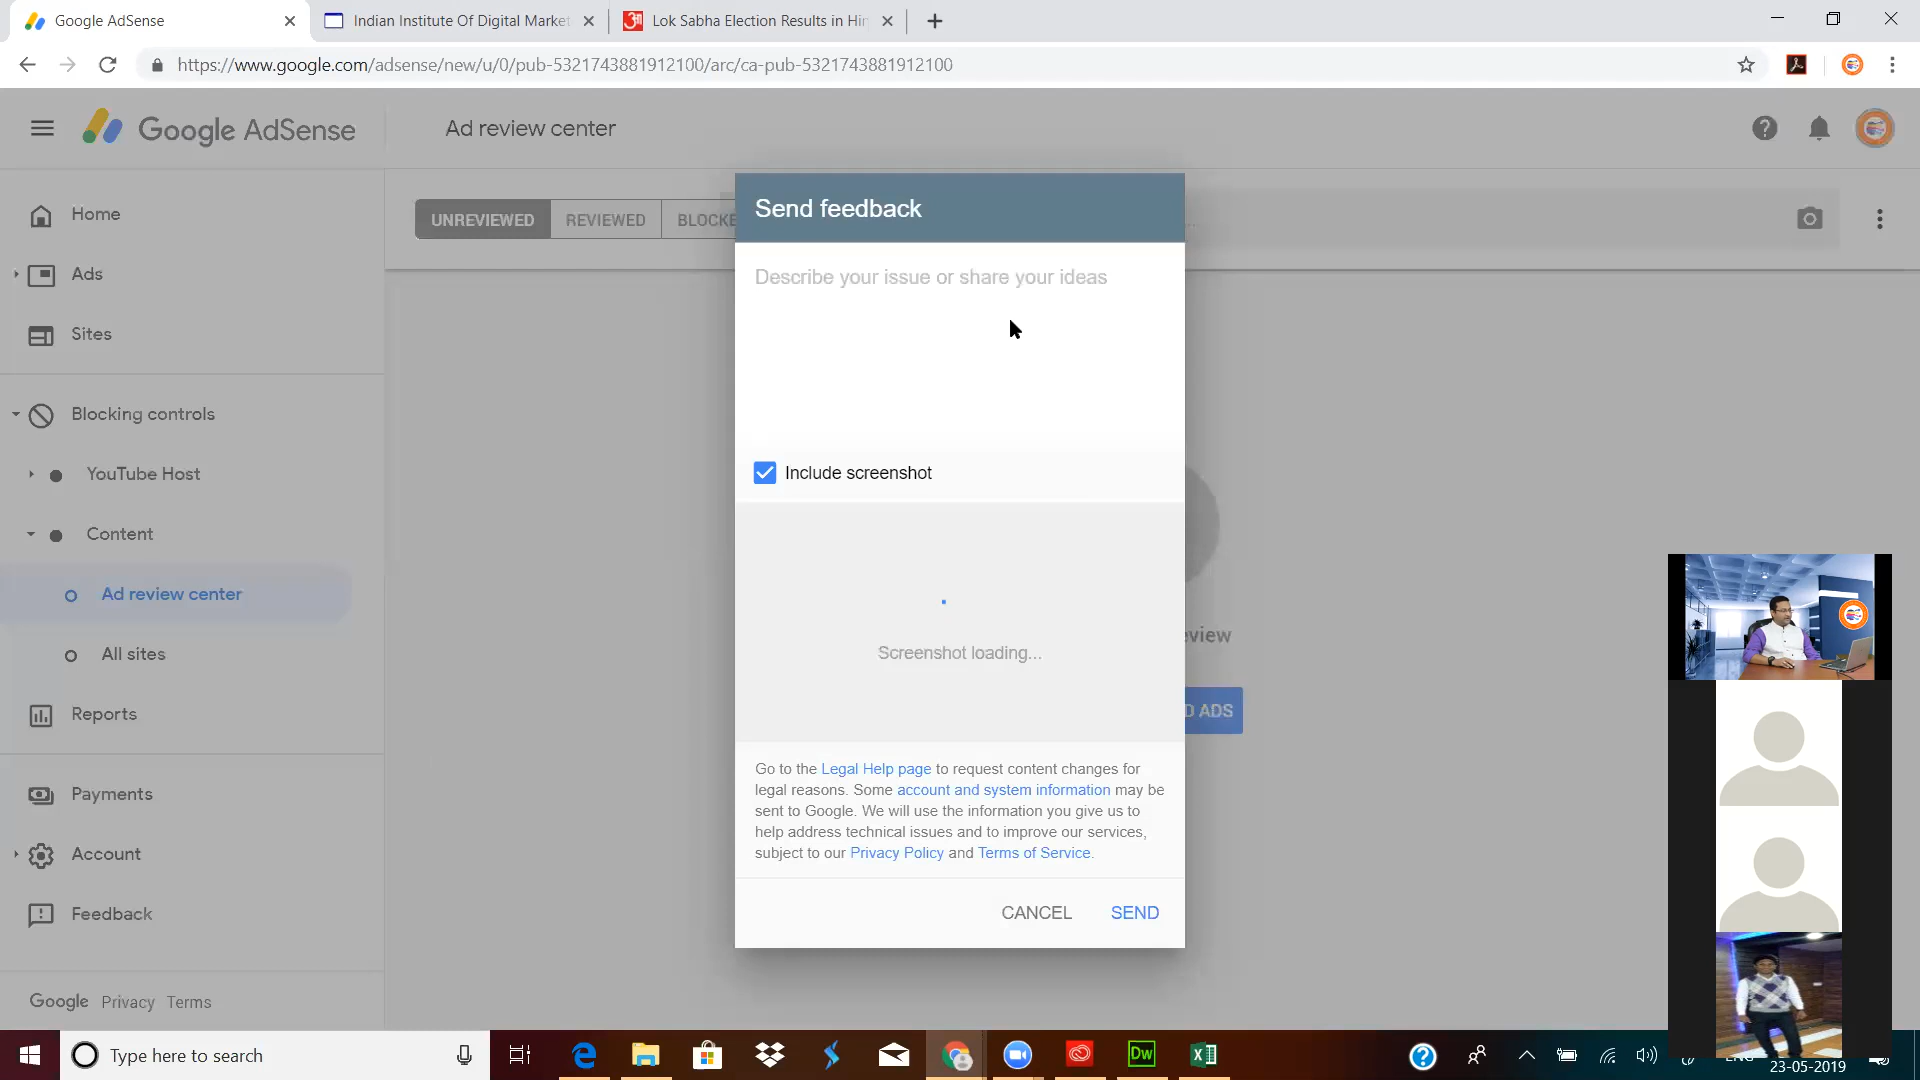 Google AdSense
Indian Institute Of Digital Market
Lok Sabha Election Results in Hin
https://www.google.com/adsense/new/u/0/pub-5321743881912100/arc/ca-pub-5321743881912100
Google AdSense
Ad review center
Home
Ads
Sites
Blocking controls
YouTube Host
Content
Ad review center
All sites
Reports
Payments
Account
Feedback
Google Privacy Terms
UNREVIEWED
REVIEWED
BLOCKE
Send feedback
Describe your issue or share your ideas
Include screenshot
Screenshot loading...
eview
D ADS
Go to the Legal Help page to request content changes for
legal reasons. Some account and system information may be
sent to Google. We will use the information you give us to
help address technical issues and to improve our services,
subject to our Privacy Policy and Terms of Service.
CANCEL
SEND
Type here to search
Dw
23-05-2019